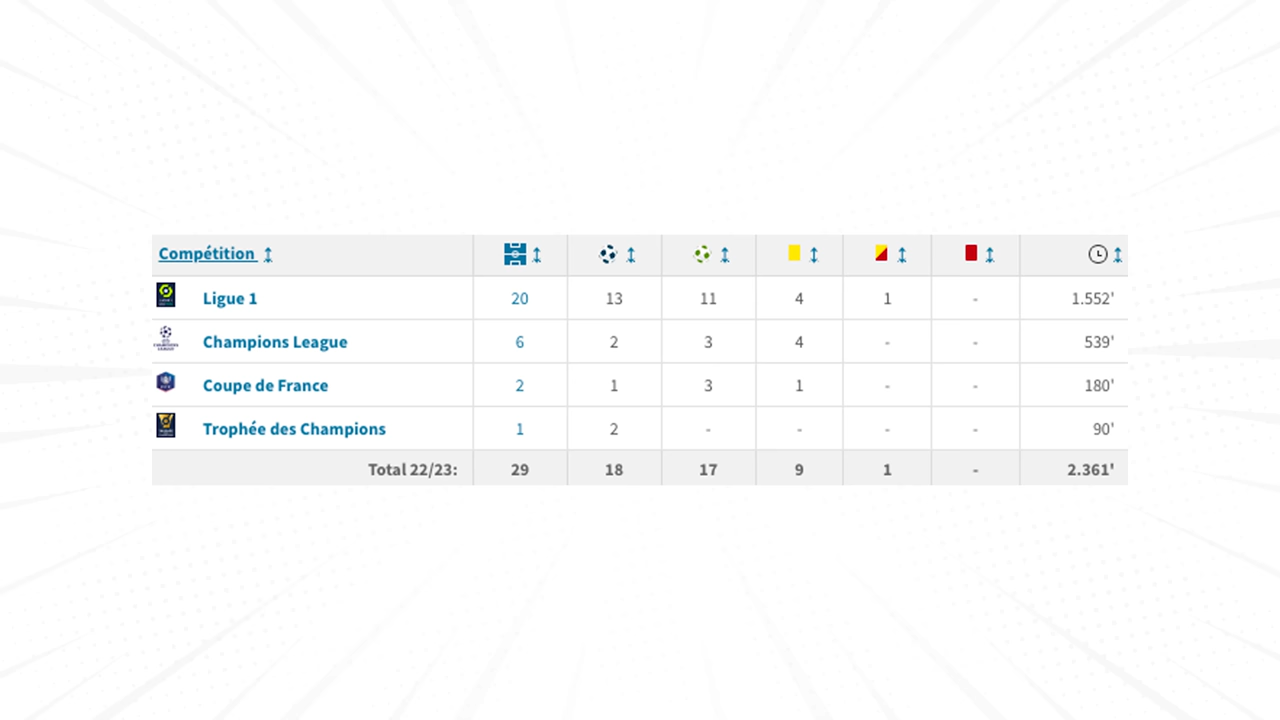 Compétition
Ligue 1 20 13 11 4 1 - 1.552'
Champions League 6 2 3 4 - - 539'
Coupe de France 2 1 3 1 - - 180'
Trophée des Champions 1 2 - - - - 90'
Total 22/23: 29 18 17 9 1 - 2.361'